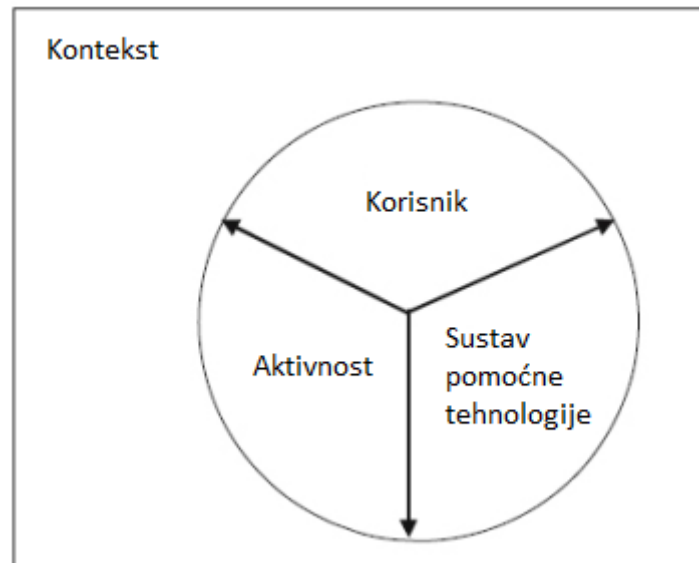 Kontekst
Korisnik
Aktivnost
Sustav
pomoćne
tehnologije